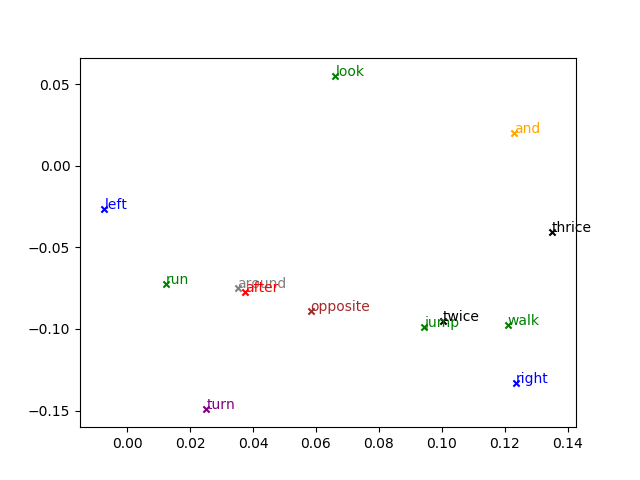 look
0.05
and
0.00
left
thrice
−0.05
run
around
after
opposite
twice
jump
walk
−0.10
right
turn
−0.15
0.00 0.02 0.04 0.06 0.08 0.10 0.12 0.14